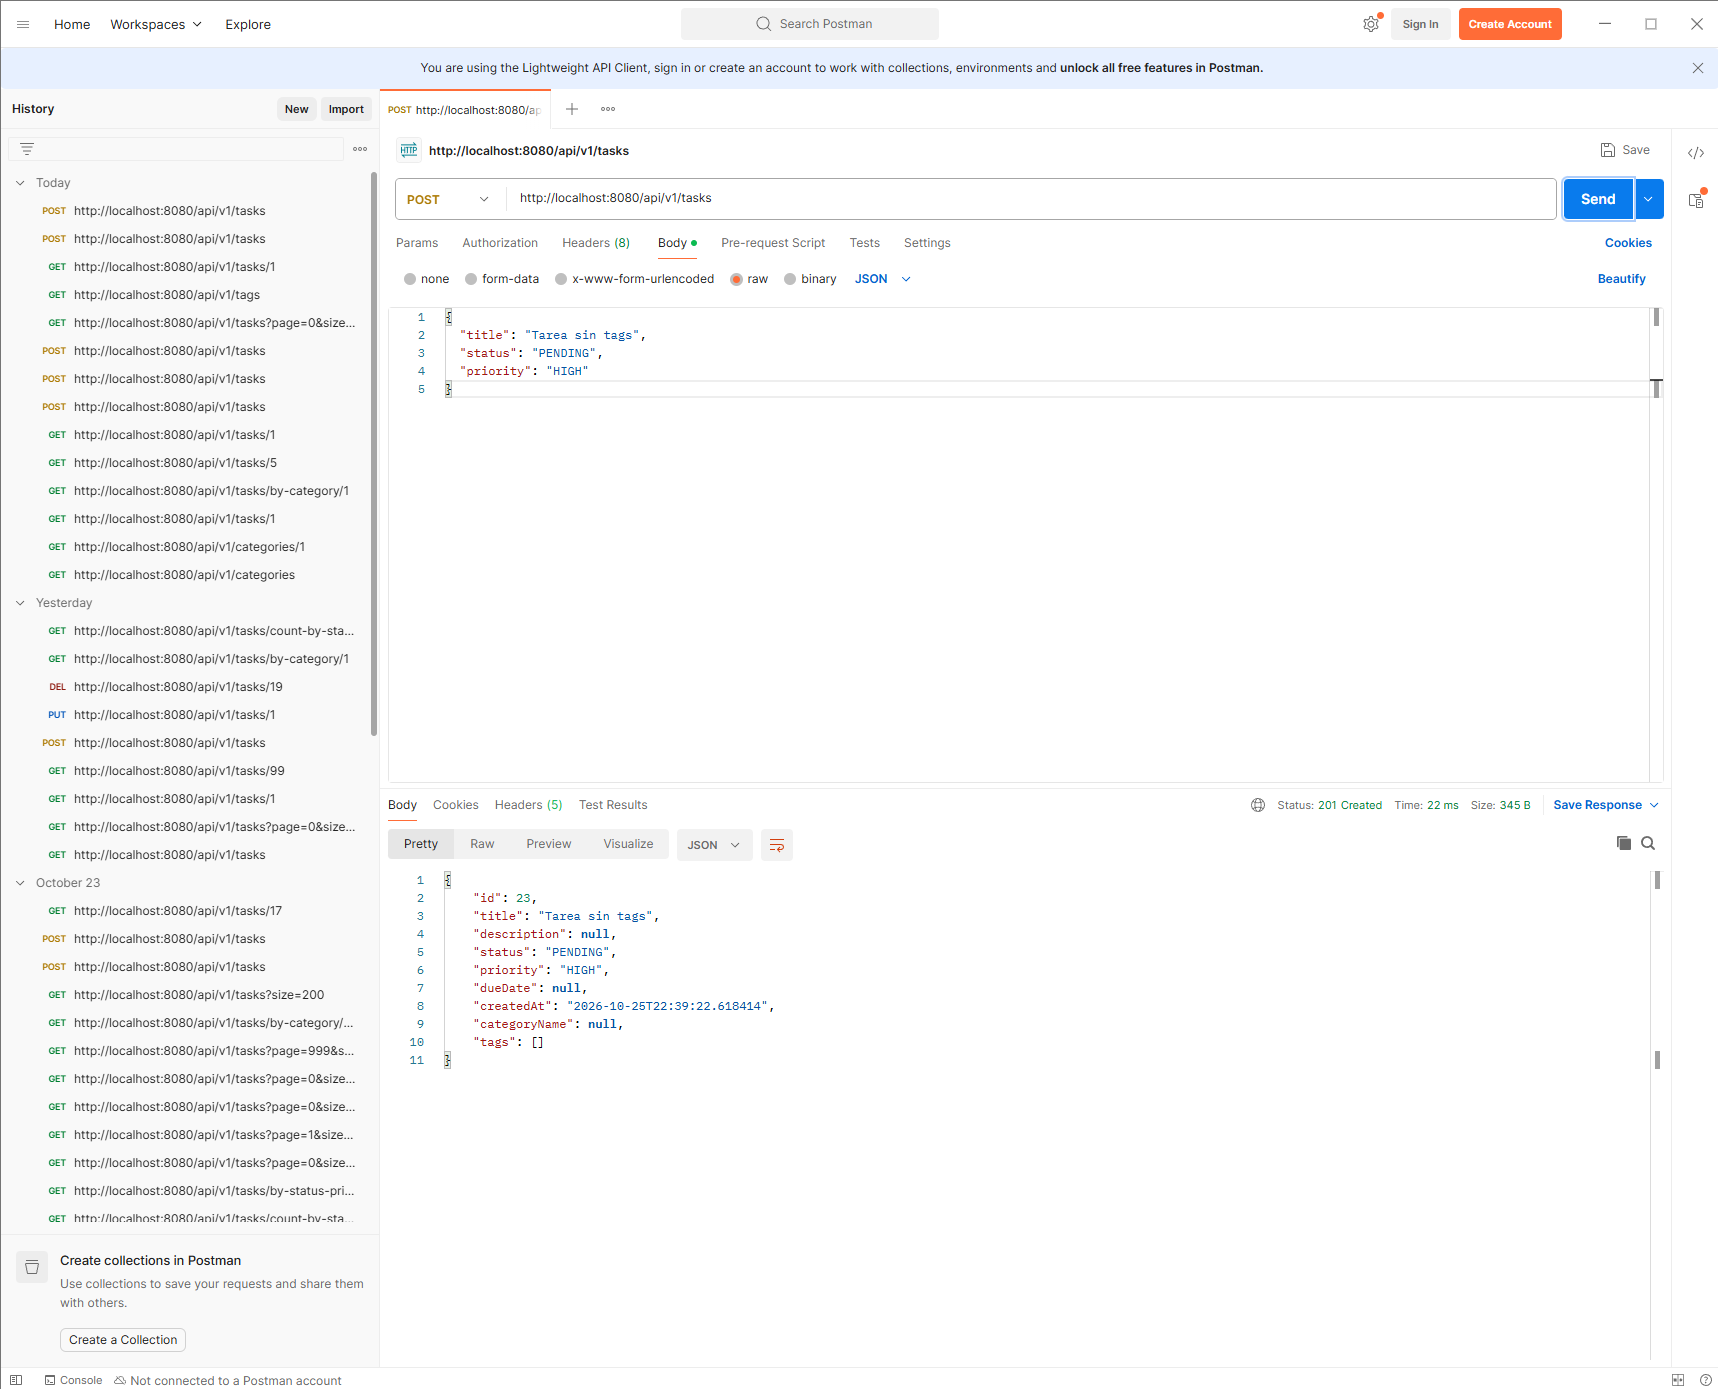 Home Workspaces Explore Search Postman Sign In Create Account
You are using the Lightweight API Client, sign in or create an account to work with collections, environments and unlock all free features in Postman.
History New Import
Today
POST http://localhost:8080/api/v1/tasks
POST http://localhost:8080/api/v1/tasks
GET http://localhost:8080/api/v1/tasks/1
GET http://localhost:8080/api/v1/tags
GET http://localhost:8080/api/v1/tasks?page=0&size...
POST http://localhost:8080/api/v1/tasks
POST http://localhost:8080/api/v1/tasks
POST http://localhost:8080/api/v1/tasks
GET http://localhost:8080/api/v1/tasks/1
GET http://localhost:8080/api/v1/tasks/5
GET http://localhost:8080/api/v1/tasks/by-category/1
GET http://localhost:8080/api/v1/tasks/1
GET http://localhost:8080/api/v1/categories/1
GET http://localhost:8080/api/v1/categories
Yesterday
GET http://localhost:8080/api/v1/tasks/count-by-sta...
GET http://localhost:8080/api/v1/tasks/by-category/1
DEL http://localhost:8080/api/v1/tasks/19
PUT http://localhost:8080/api/v1/tasks/1
POST http://localhost:8080/api/v1/tasks
GET http://localhost:8080/api/v1/tasks/99
GET http://localhost:8080/api/v1/tasks/1
GET http://localhost:8080/api/v1/tasks?page=0&size...
GET http://localhost:8080/api/v1/tasks
October 23
GET http://localhost:8080/api/v1/tasks/17
POST http://localhost:8080/api/v1/tasks
POST http://localhost:8080/api/v1/tasks
GET http://localhost:8080/api/v1/tasks?size=200
GET http://localhost:8080/api/v1/tasks/by-category/...
GET http://localhost:8080/api/v1/tasks?page=999&s...
GET http://localhost:8080/api/v1/tasks?page=0&size...
GET http://localhost:8080/api/v1/tasks?page=0&size...
GET http://localhost:8080/api/v1/tasks?page=1&size...
GET http://localhost:8080/api/v1/tasks?page=0&size...
GET http://localhost:8080/api/v1/tasks/by-status-pri...
GET http://localhost:8080/api/v1/tasks/count-by-sta...
Create collections in Postman
Use collections to save your requests and share them
with others.
Create a Collection
POST http://localhost:8080/ap
HTTP http://localhost:8080/api/v1/tasks Save
POST http://localhost:8080/api/v1/tasks Send
Params Authorization Headers (8) Body Pre-request Script Tests Settings Cookies
none form-data x-www-form-urlencoded raw binary JSON Beautify
1 {
2 "title": "Tarea sin tags",
3 "status": "PENDING",
4 "priority": "HIGH"
5 }
Body Cookies Headers (5) Test Results Status: 201 Created Time: 22 ms Size: 345 B Save Response
Pretty Raw Preview Visualize JSON
1 {
2 "id": 23,
3 "title": "Tarea sin tags",
4 "description": null,
5 "status": "PENDING",
6 "priority": "HIGH",
7 "dueDate": null,
8 "createdAt": "2026-10-25T22:39:22.618414",
9 "categoryName": null,
10 "tags": []
11 }
Console Not connected to a Postman account